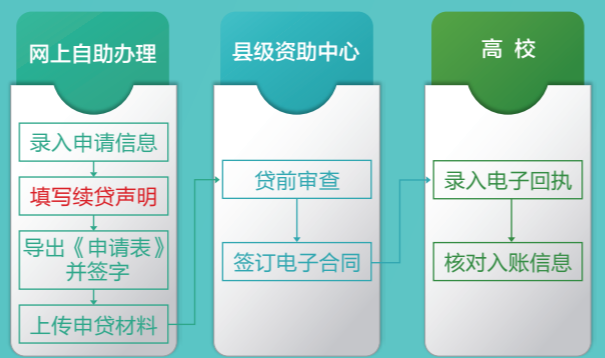 网上自助办理
录入申请信息
填写续贷声明
导出《申请表》
并签字
上传申贷材料
县级资助中心
贷前审查
签订电子合同
高 校
录入电子回执
核对入账信息